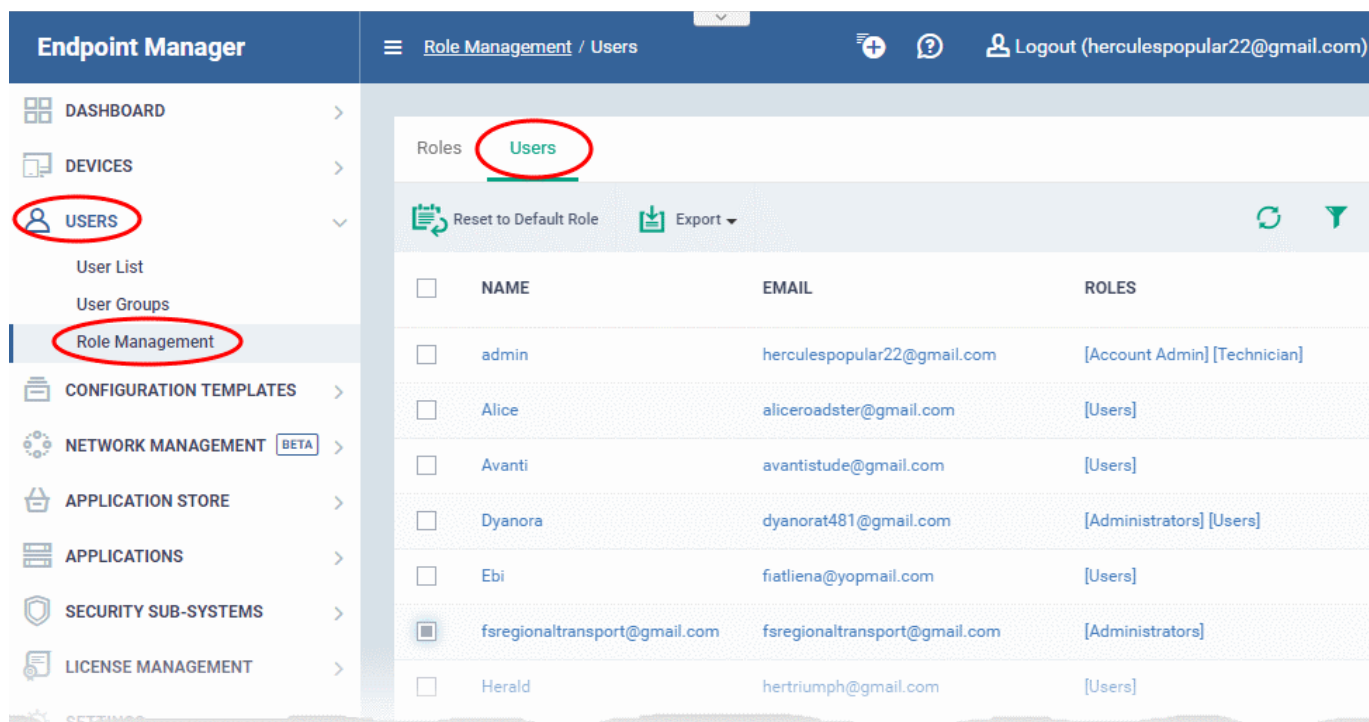 Endpoint Manager
Role Management / Users
Logout (herculespopular22@gmail.com)
DASHBOARD
DEVICES
USERS
User List
User Groups
Role Management
CONFIGURATION TEMPLATES
NETWORK MANAGEMENT BETA
APPLICATION STORE
APPLICATIONS
SECURITY SUB-SYSTEMS
LICENSE MANAGEMENT
SETTINGS
Roles Users
Reset to Default Role Export
NAME EMAIL ROLES
admin herculespopular22@gmail.com [Account Admin] [Technician]
Alice aliceroadster@gmail.com [Users]
Avanti avantistude@gmail.com [Users]
Dyanora dyanorat481@gmail.com [Administrators] [Users]
Ebi fiatliena@yopmail.com [Users]
fsregionaltransport@gmail.com fsregionaltransport@gmail.com [Administrators]
Herald hertriumph@gmail.com [Users]